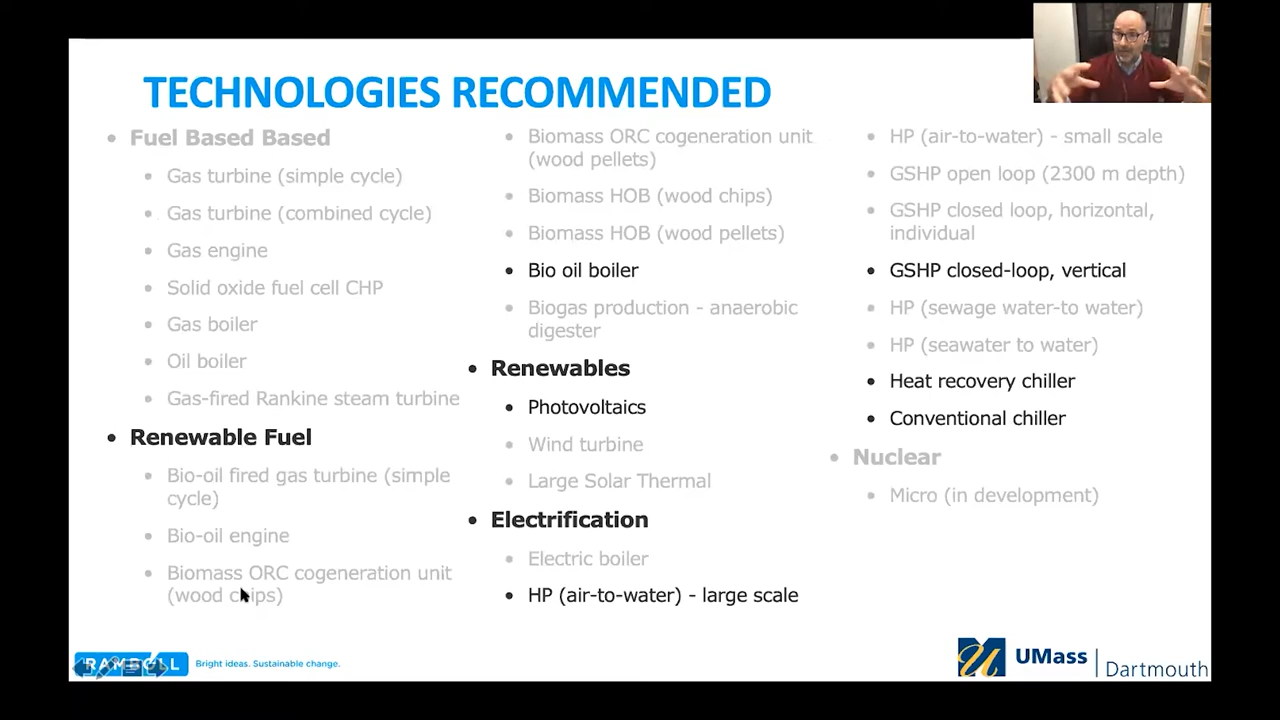 TECHNOLOGIES RECOMMENDED
• Fuel Based Based
• Gas turbine (simple cycle)
• Gas turbine (combined cycle)
• Gas engine
• Solid oxide fuel cell CHP
• Gas boiler
• Oil boiler
• Gas-fired Rankine steam turbine
• Renewable Fuel
• Bio-oil fired gas turbine (simple
cycle)
• Bio-oil engine
• Biomass ORC cogeneration unit
(wood chips)
• Biomass ORC cogeneration unit
(wood pellets)
• Biomass HOB (wood chips)
• Biomass HOB (wood pellets)
• Bio oil boiler
• Biogas production - anaerobic
digester
• Renewables
• Photovoltaics
• Wind turbine
• Large Solar Thermal
• Electrification
• Electric boiler
• HP (air-to-water) - large scale
• HP (air-to-water) - small scale
• GSHP open loop (2300 m depth)
• GSHP closed loop, horizontal,
individual
• GSHP closed-loop, vertical
• HP (sewage water-to water)
• HP (seawater to water)
• Heat recovery chiller
• Conventional chiller
• Nuclear
• Micro (in development)
RAMBOLL Bright ideas. Sustainable change.
UMass | Dartmouth